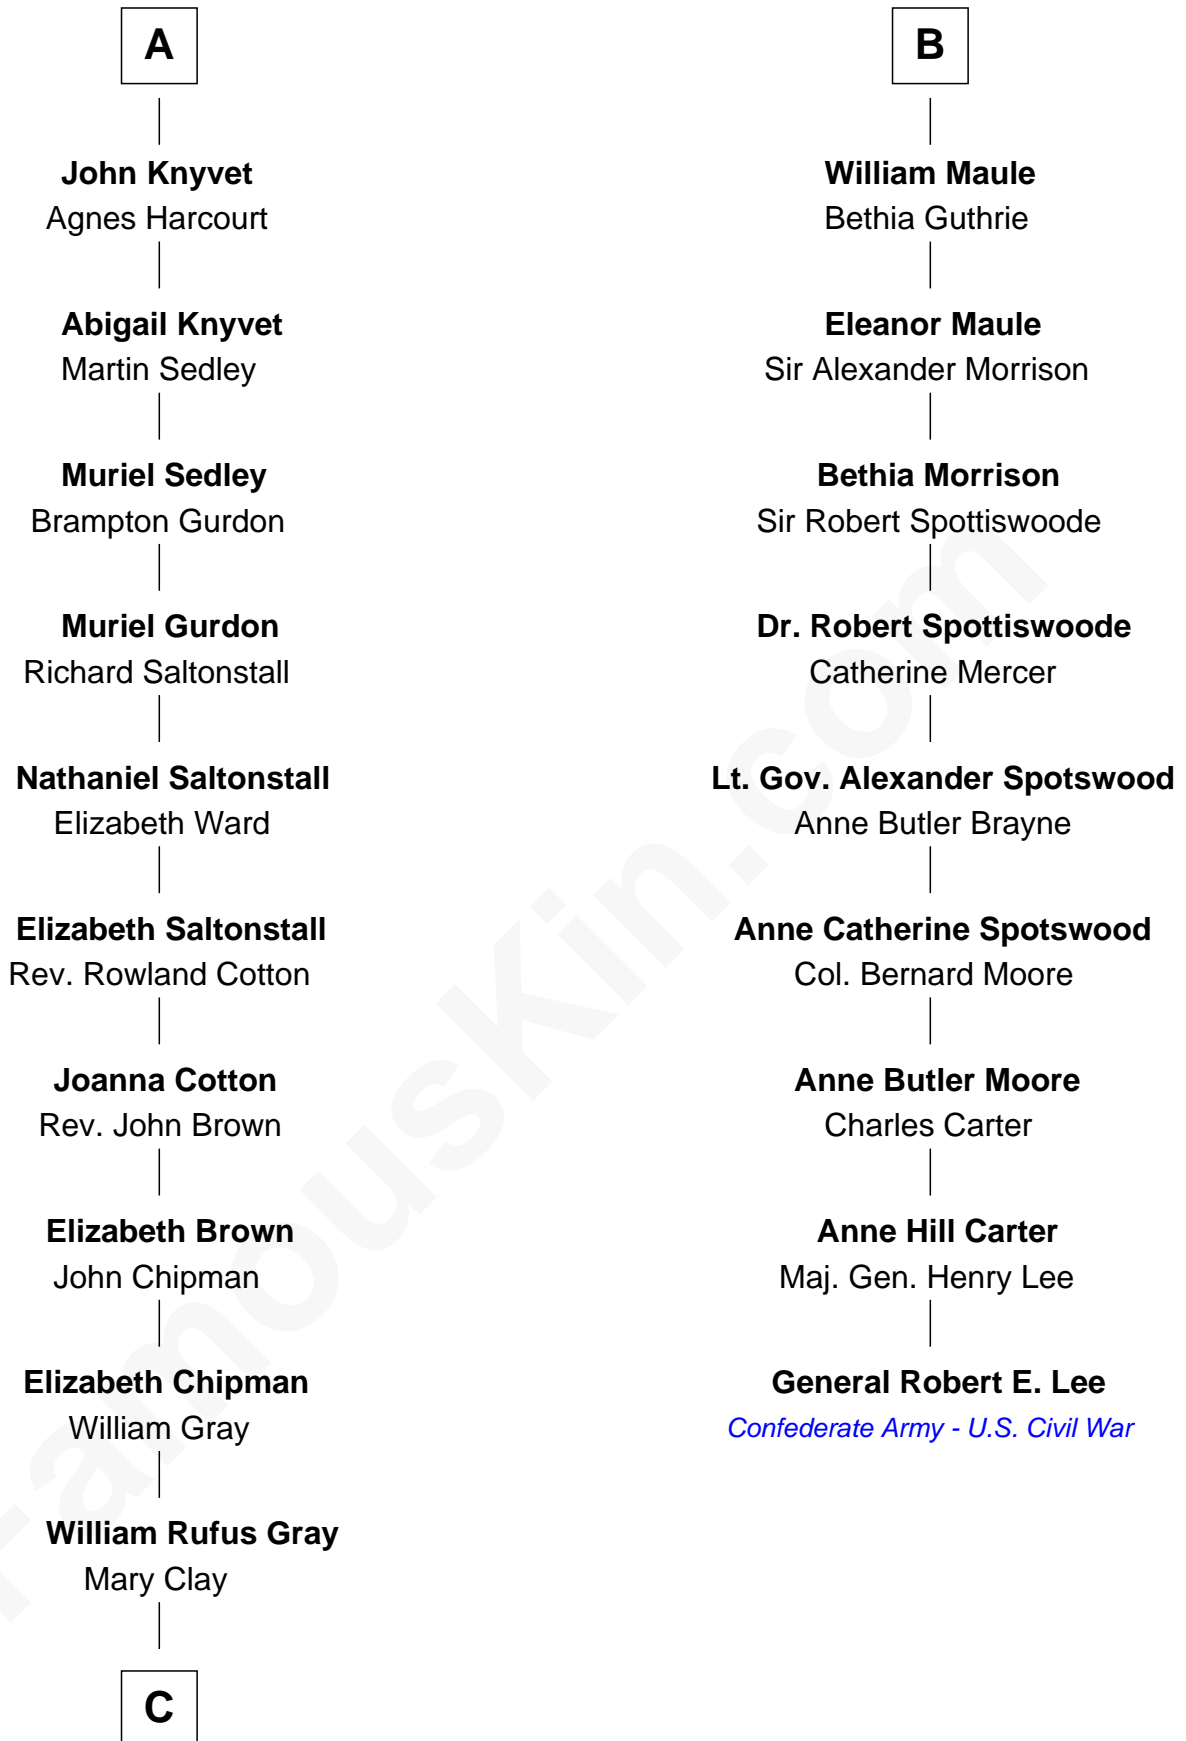 A
John Knyvet
Agnes Harcourt
Abigail Knyvet
Martin Sedley
Muriel Sedley
Brampton Gurdon
Muriel Gurdon
Richard Saltonstall
Nathaniel Saltonstall
Elizabeth Ward
Elizabeth Saltonstall
Rev. Rowland Cotton
Joanna Cotton
Rev. John Brown
Elizabeth Brown
John Chipman
Elizabeth Chipman
William Gray
William Rufus Gray
Mary Clay
C
B
William Maule
Bethia Guthrie
Eleanor Maule
Sir Alexander Morrison
Bethia Morrison
Sir Robert Spottiswoode
Dr. Robert Spottiswoode
Catherine Mercer
Lt. Gov. Alexander Spotswood
Anne Butler Brayne
Anne Catherine Spotswood
Col. Bernard Moore
Anne Butler Moore
Charles Carter
Anne Hill Carter
Maj. Gen. Henry Lee
General Robert E. Lee
Confederate Army - U.S. Civil War
FamousKin.com